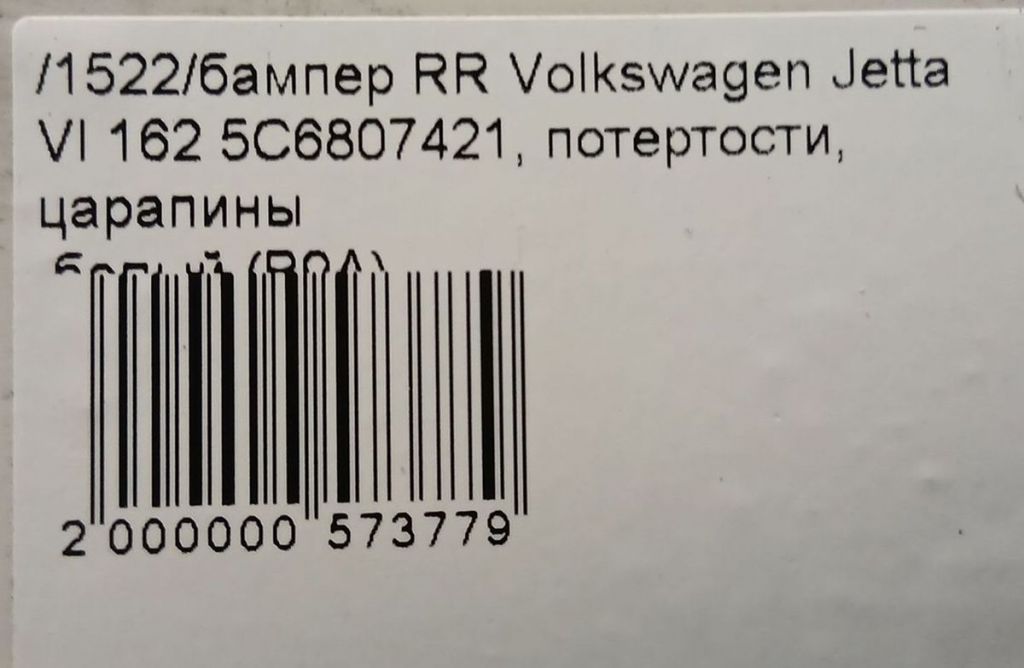 /1522/бампер RR Volkswagen Jetta
VI 162 5C6807421, потертости,
царапины
2 000000 573779